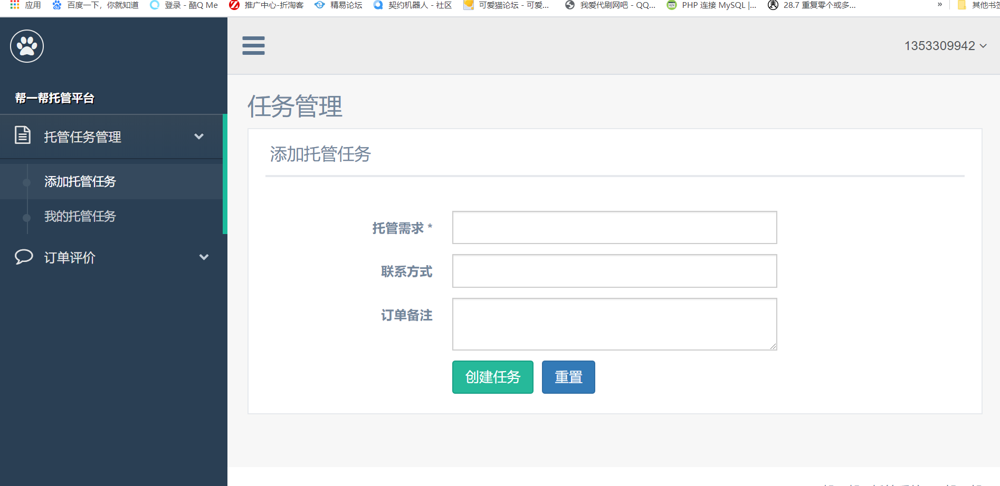 应用 百度一下，你就知道 登录 - 酷Q Me 推广中心-折淘客 精易论坛 契约机器人 - 社区 可爱猫论坛 - 可爱... 我爱代刷网吧 - QQ... PHP 连接 MySQL |... 28.7 重复零个或多... » 其他书签
1353309942
帮一帮托管平台
托管任务管理
添加托管任务
我的托管任务
订单评价
任务管理
添加托管任务
托管需求 *
联系方式
订单备注
创建任务 重置